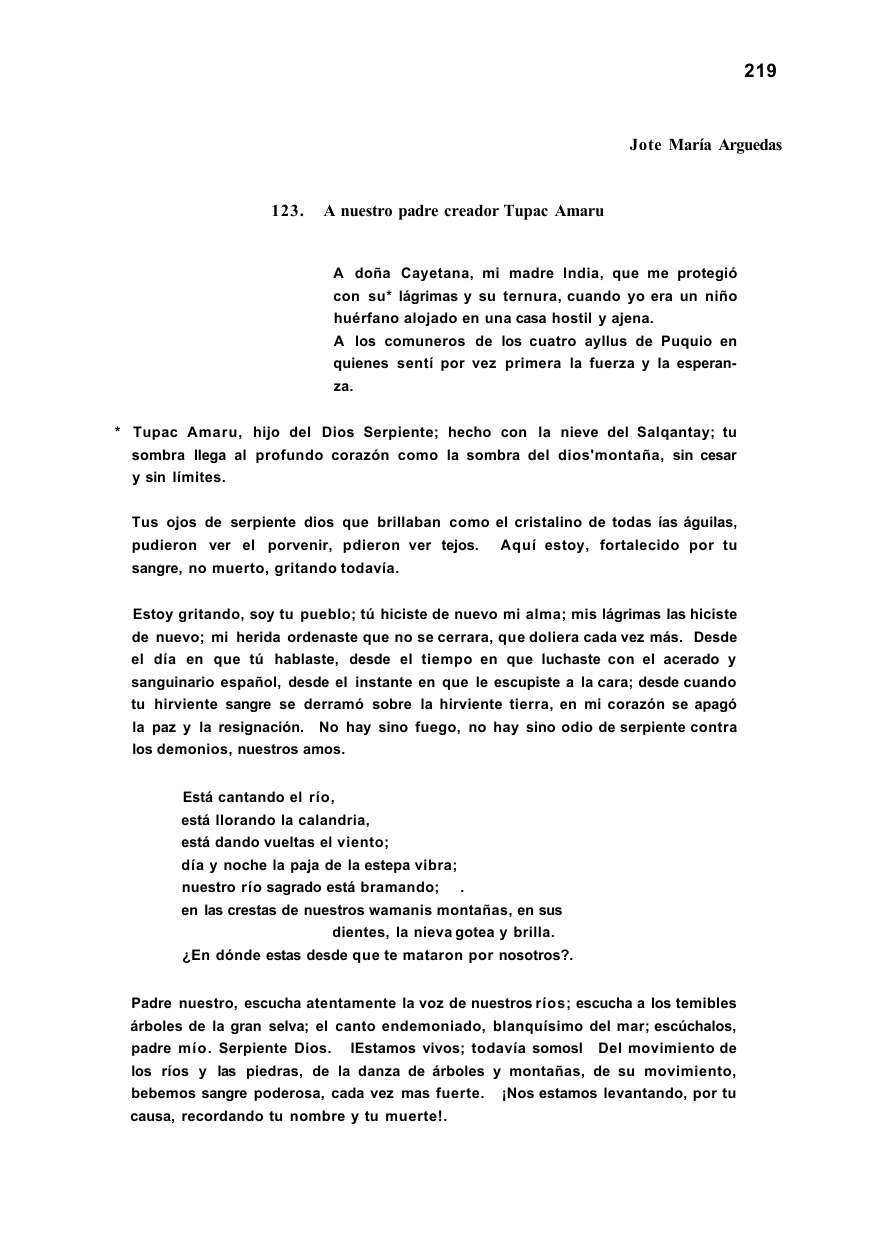 219
Jote María Arguedas
123. A nuestro padre creador Tupac Amaru
A doña Cayetana, mi madre India, que me protegió
con su* lágrimas y su ternura, cuando yo era un niño
huérfano alojado en una casa hostil y ajena.
A los comuneros de los cuatro ayllus de Puquio en
quienes sentí por vez primera la fuerza y la esperan-
za.
* Tupac Amaru, hijo del Dios Serpiente; hecho con la nieve del Salqantay; tu
sombra llega al profundo corazón como la sombra del dios'montaña, sin cesar
y sin límites.
Tus ojos de serpiente dios que brillaban como el cristalino de todas ías águilas,
pudieron ver el porvenir, pdieron ver tejos. Aquí estoy, fortalecido por tu
sangre, no muerto, gritando todavía.
Estoy gritando, soy tu pueblo; tú hiciste de nuevo mi alma; mis lágrimas las hiciste
de nuevo; mi herida ordenaste que no se cerrara, que doliera cada vez más. Desde
el día en que tú hablaste, desde el tiempo en que luchaste con el acerado y
sanguinario español, desde el instante en que le escupiste a la cara; desde cuando
tu hirviente sangre se derramó sobre la hirviente tierra, en mi corazón se apagó
la paz y la resignación. No hay sino fuego, no hay sino odio de serpiente contra
los demonios, nuestros amos.
Está cantando el río,
está llorando la calandria,
está dando vueltas el viento;
día y noche la paja de la estepa vibra;
nuestro río sagrado está bramando; .
en las crestas de nuestros wamanis montañas, en sus
dientes, la nieva gotea y brilla.
¿En dónde estas desde que te mataron por nosotros?.
Padre nuestro, escucha atentamente la voz de nuestros ríos; escucha a los temibles
árboles de la gran selva; el canto endemoniado, blanquísimo del mar; escúchalos,
padre mío. Serpiente Dios. IEstamos vivos; todavía somosI Del movimiento de
los ríos y las piedras, de la danza de árboles y montañas, de su movimiento,
bebemos sangre poderosa, cada vez mas fuerte. ¡Nos estamos levantando, por tu
causa, recordando tu nombre y tu muerte!.